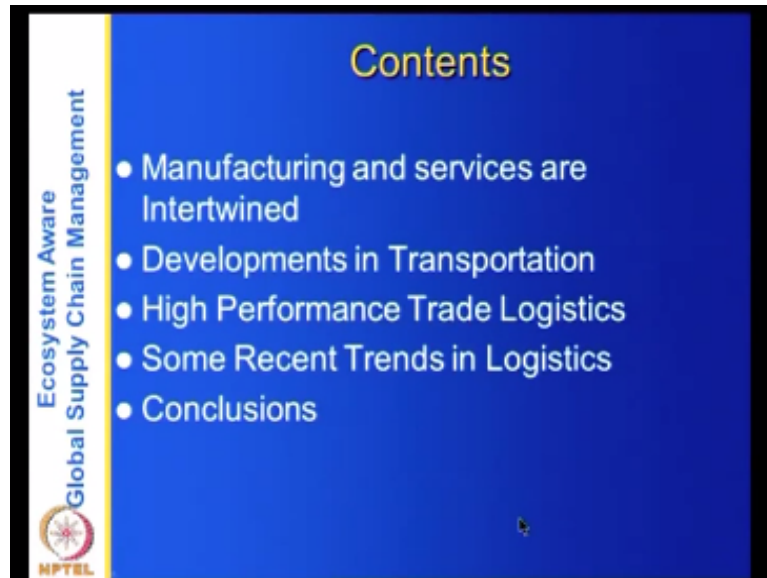 Contents
Manufacturing and services are
Intertwined
Developments in Transportation
High Performance Trade Logistics
Some Recent Trends in Logistics
Conclusions
Ecosystem Aware
Global Supply Chain Management
NPTEL